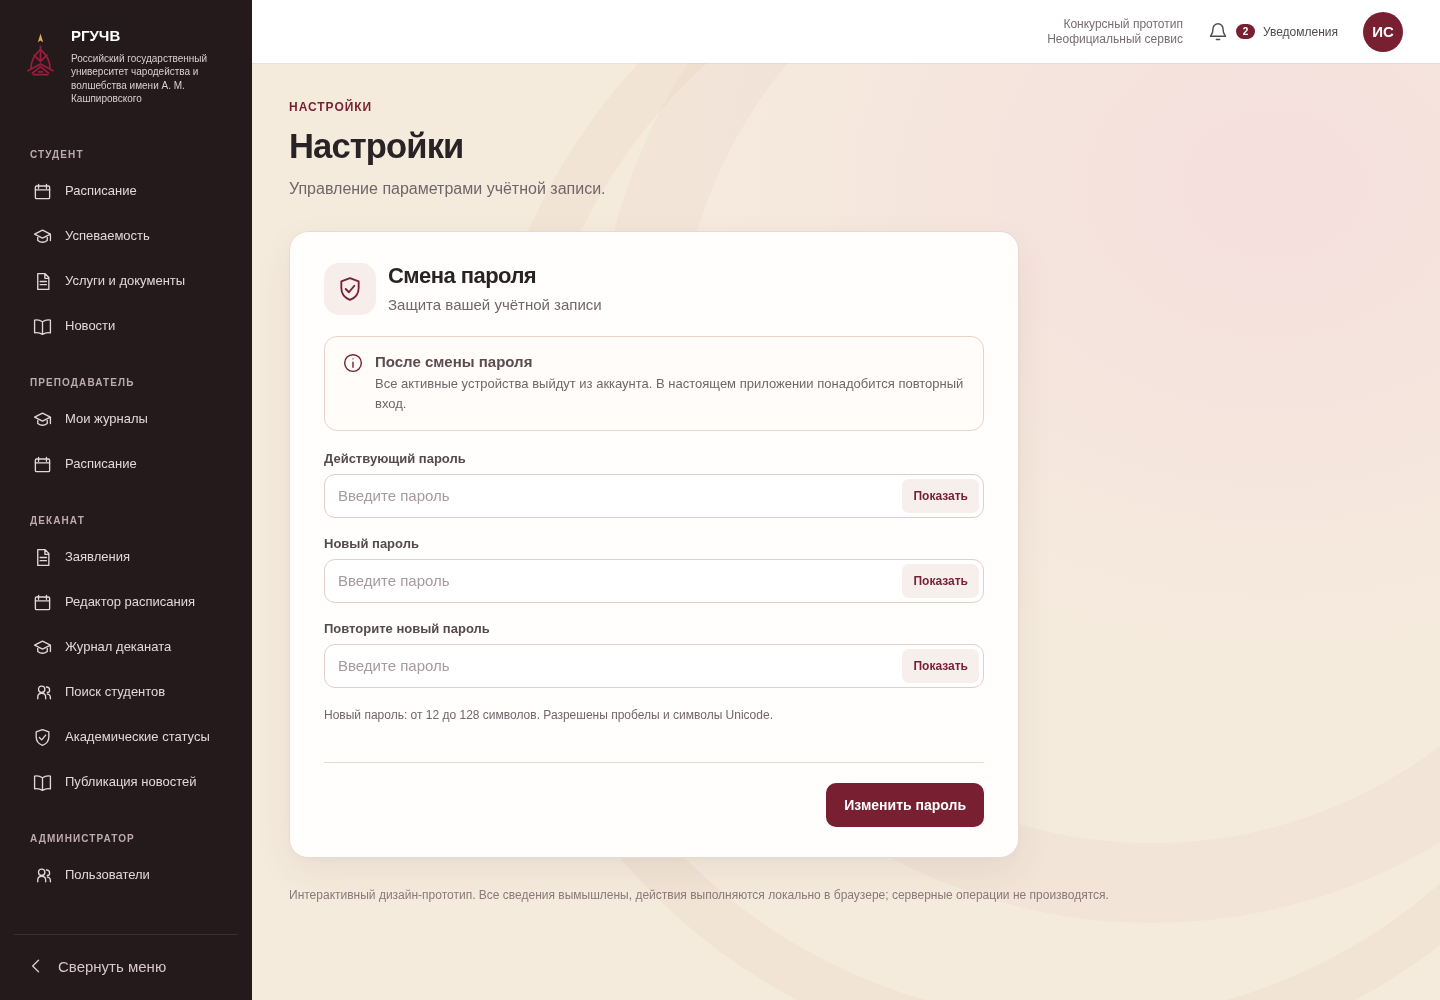 РГУЧВ
Российский государственный
университет чародейства и
волшебства имени А. М.
Кашпировского
СТУДЕНТ
Расписание
Успеваемость
Услуги и документы
Новости
ПРЕПОДАВАТЕЛЬ
Мои журналы
Расписание
ДЕКАНАТ
Заявления
Редактор расписания
Журнал деканата
Поиск студентов
Академические статусы
Публикация новостей
АДМИНИСТРАТОР
Пользователи
Свернуть меню
Конкурсный прототип
Неофициальный сервис
2 Уведомления
ИС
НАСТРОЙКИ
Настройки
Управление параметрами учётной записи.
Смена пароля
Защита вашей учётной записи
После смены пароля
Все активные устройства выйдут из аккаунта. В настоящем приложении понадобится повторный
вход.
Действующий пароль
Введите пароль Показать
Новый пароль
Введите пароль Показать
Повторите новый пароль
Введите пароль Показать
Новый пароль: от 12 до 128 символов. Разрешены пробелы и символы Unicode.
Изменить пароль
Интерактивный дизайн-прототип. Все сведения вымышлены, действия выполняются локально в браузере; серверные операции не производятся.